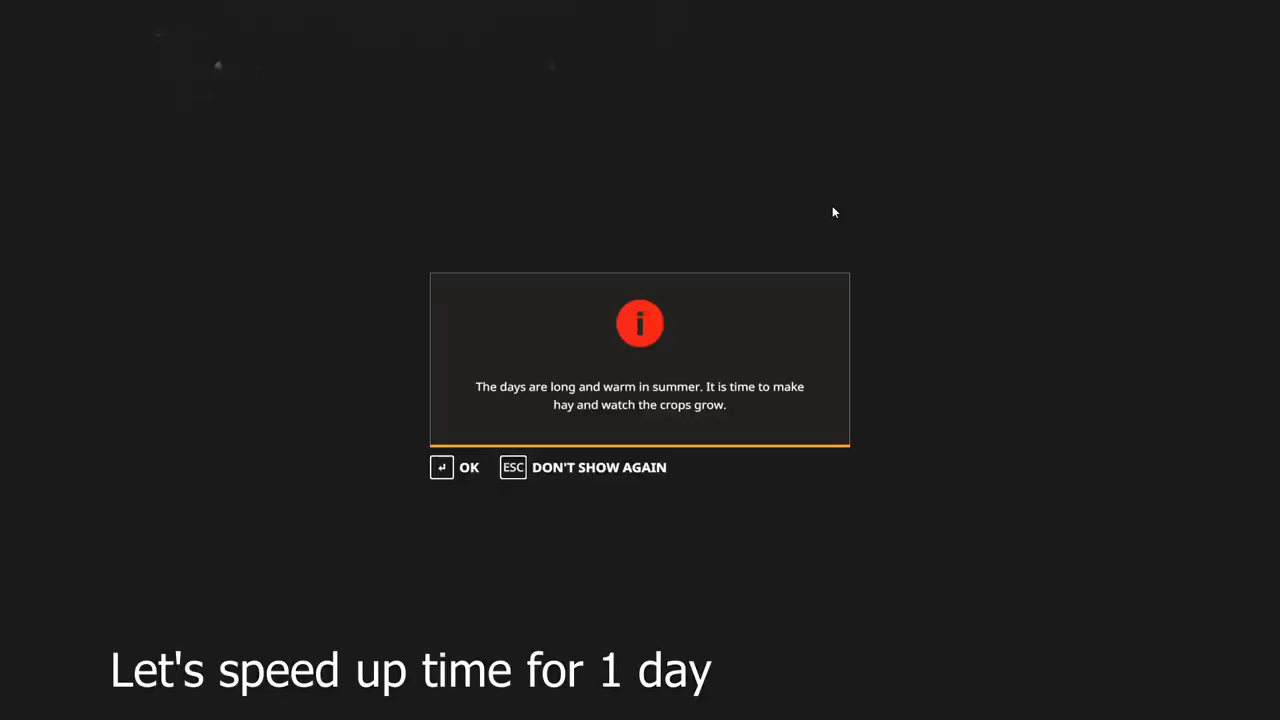 i
The days are long and warm in summer. It is time to make
hay and watch the crops grow.
↵ OK ESC DON'T SHOW AGAIN
Let's speed up time for 1 day